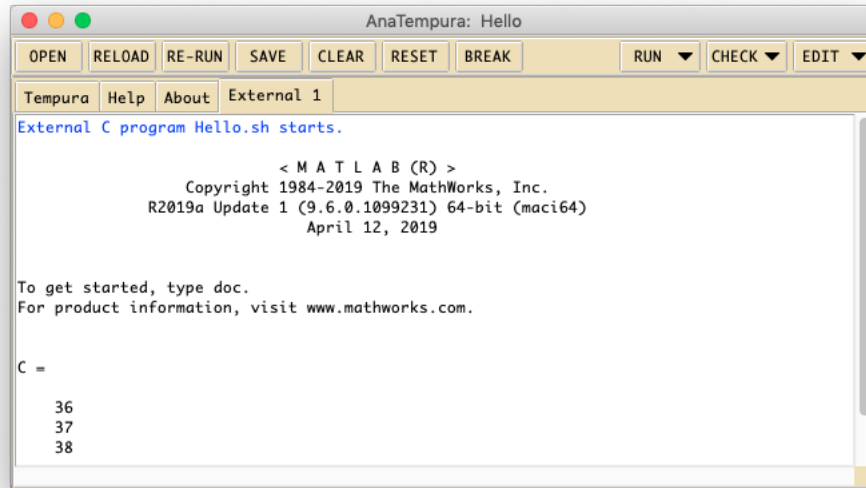 AnaTempura: Hello
OPEN RELOAD RE-RUN SAVE CLEAR RESET BREAK RUN CHECK EDIT
Tempura Help About External 1
External C program Hello.sh starts.
< M A T L A B (R) >
Copyright 1984-2019 The MathWorks, Inc.
R2019a Update 1 (9.6.0.1099231) 64-bit (maci64)
April 12, 2019
To get started, type doc.
For product information, visit www.mathworks.com.
C =
36
37
38